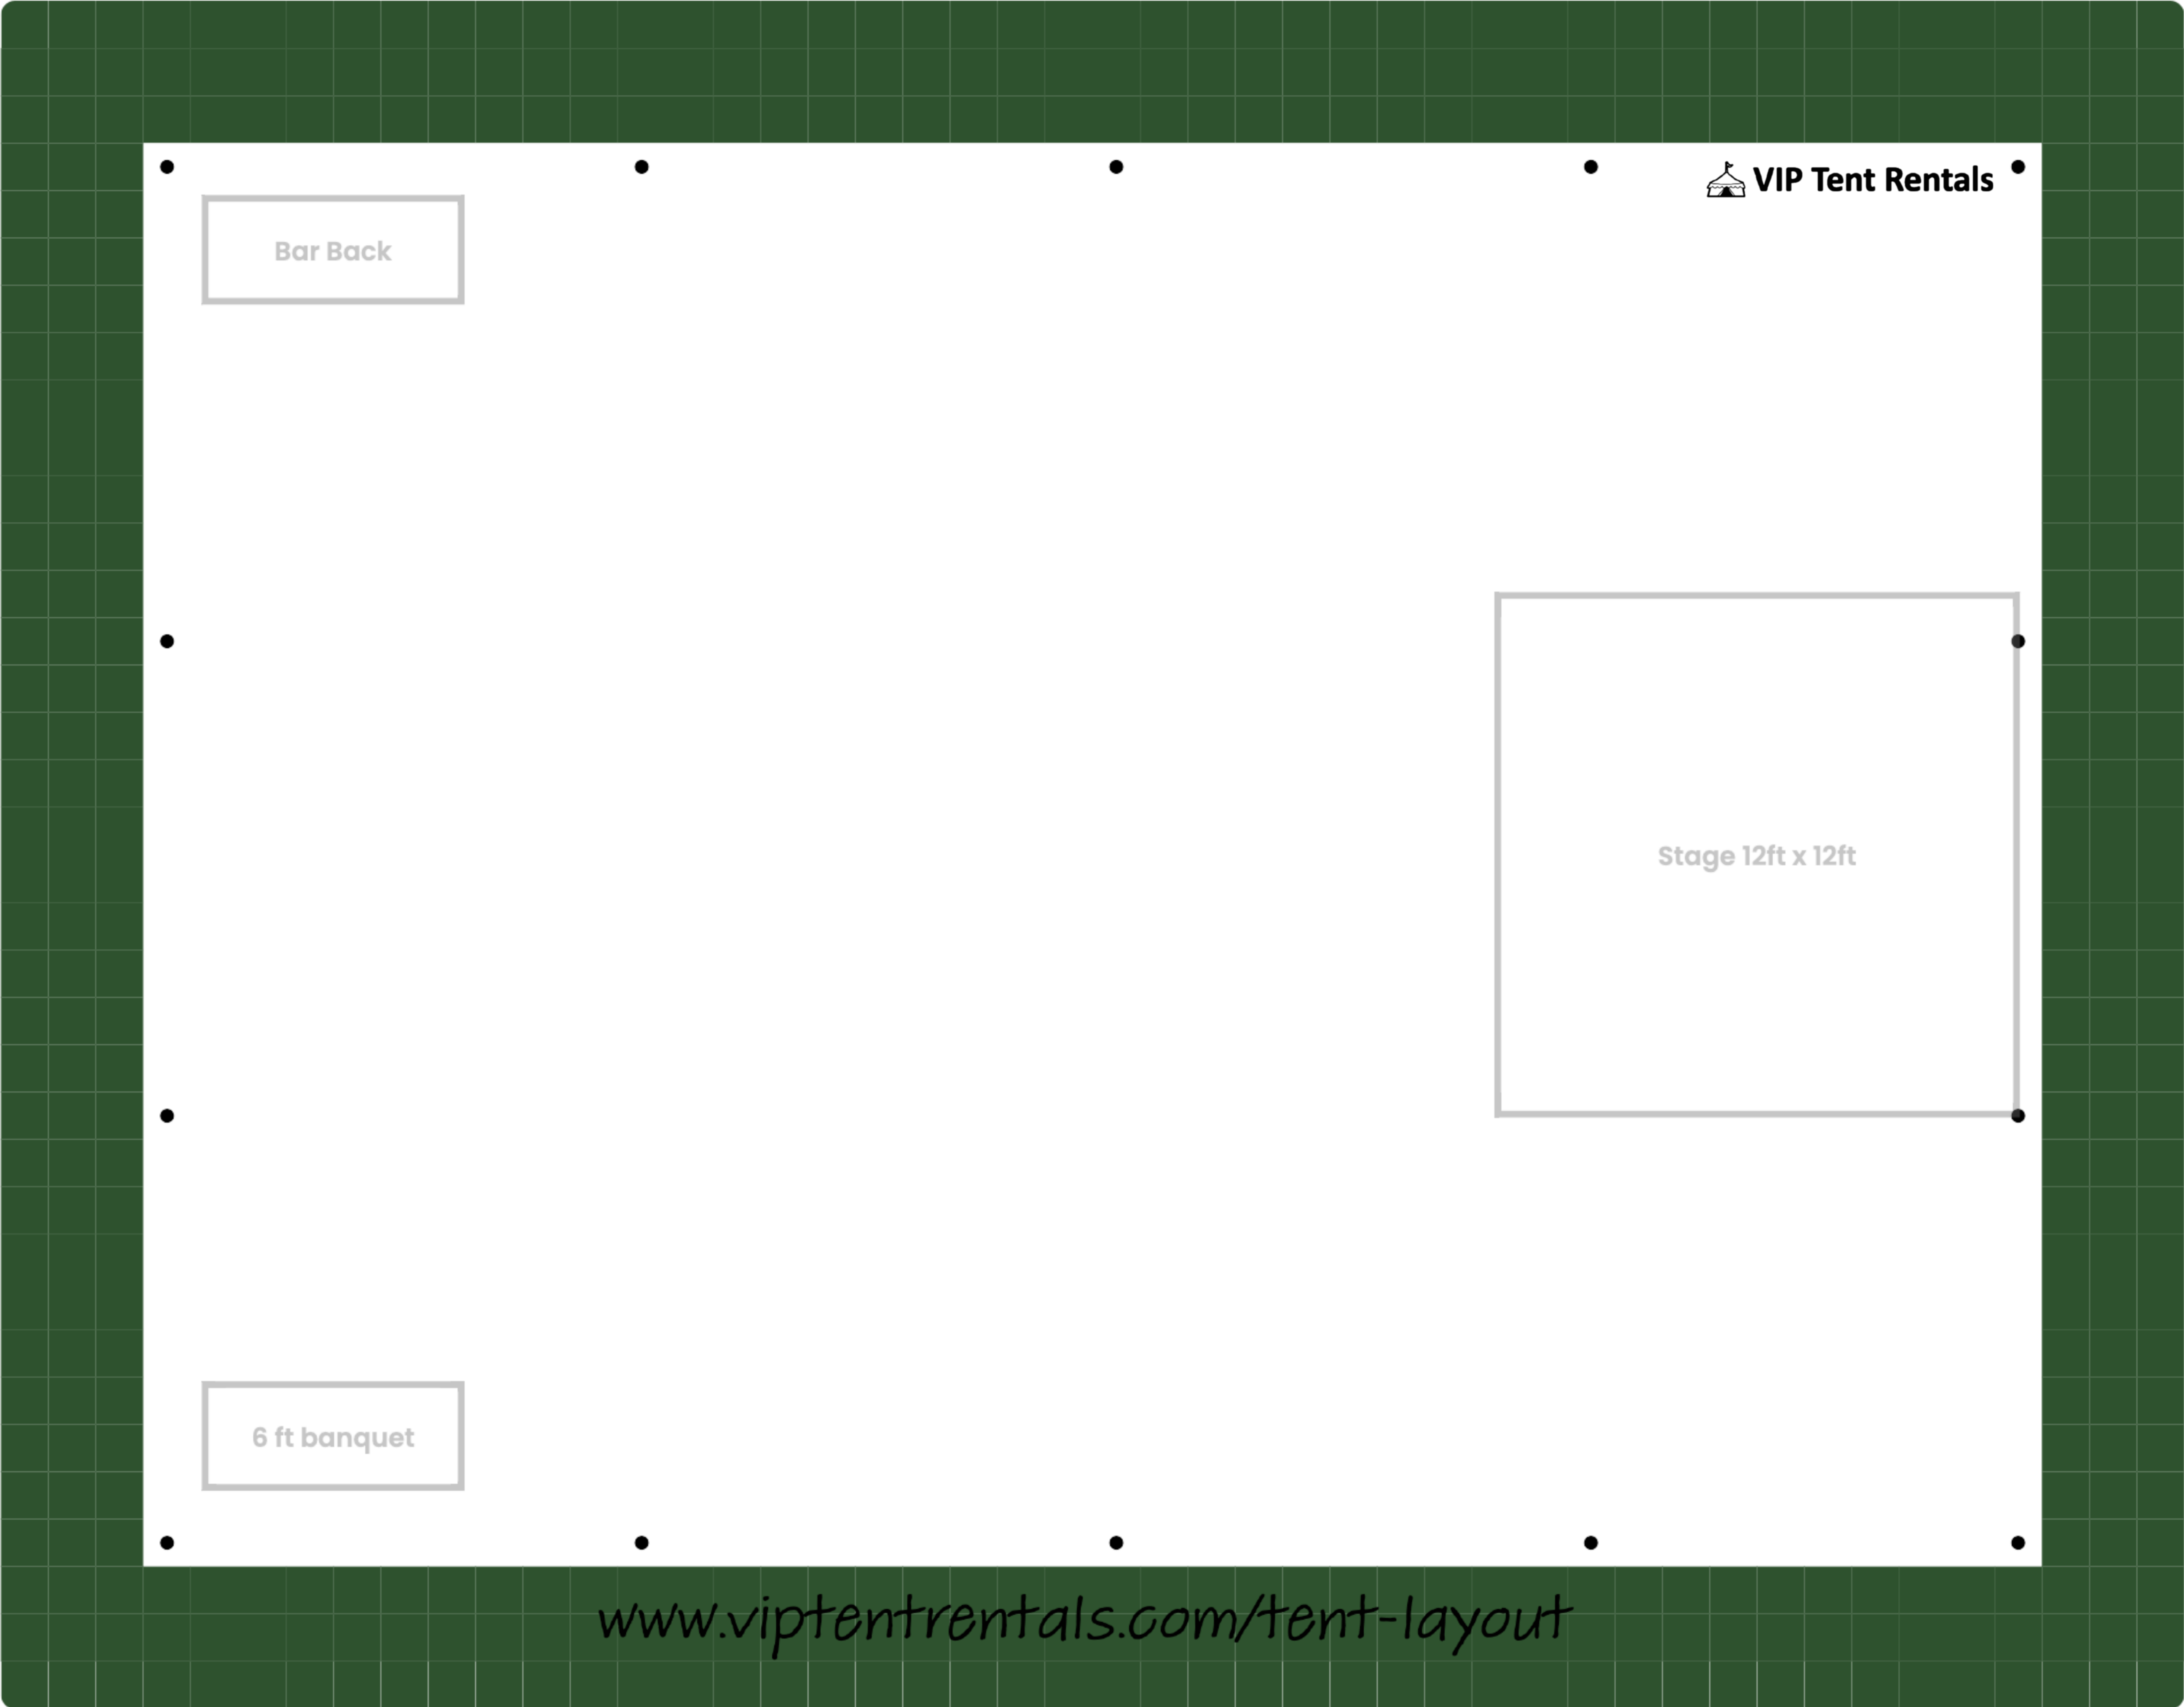 VIP Tent Rentals
Bar Back
Stage 12ft x 12ft
6 ft banquet
www.viptentrentals.com/tent-layout